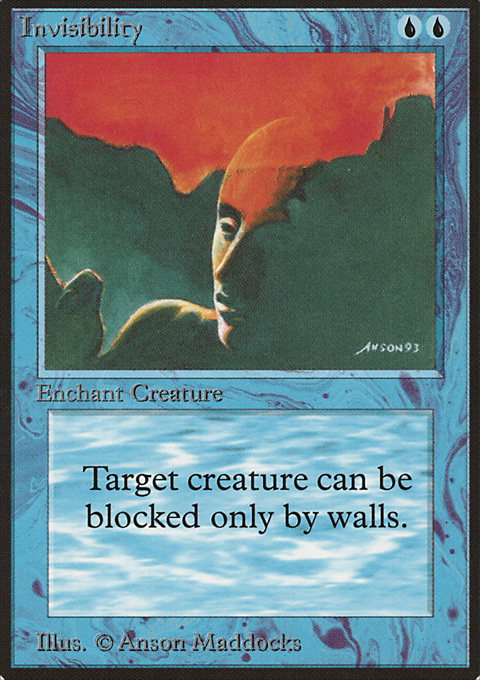 Invisibility
ANSON93
Enchant Creature
Target creature can be
blocked only by walls.
Illus. © Anson Maddocks